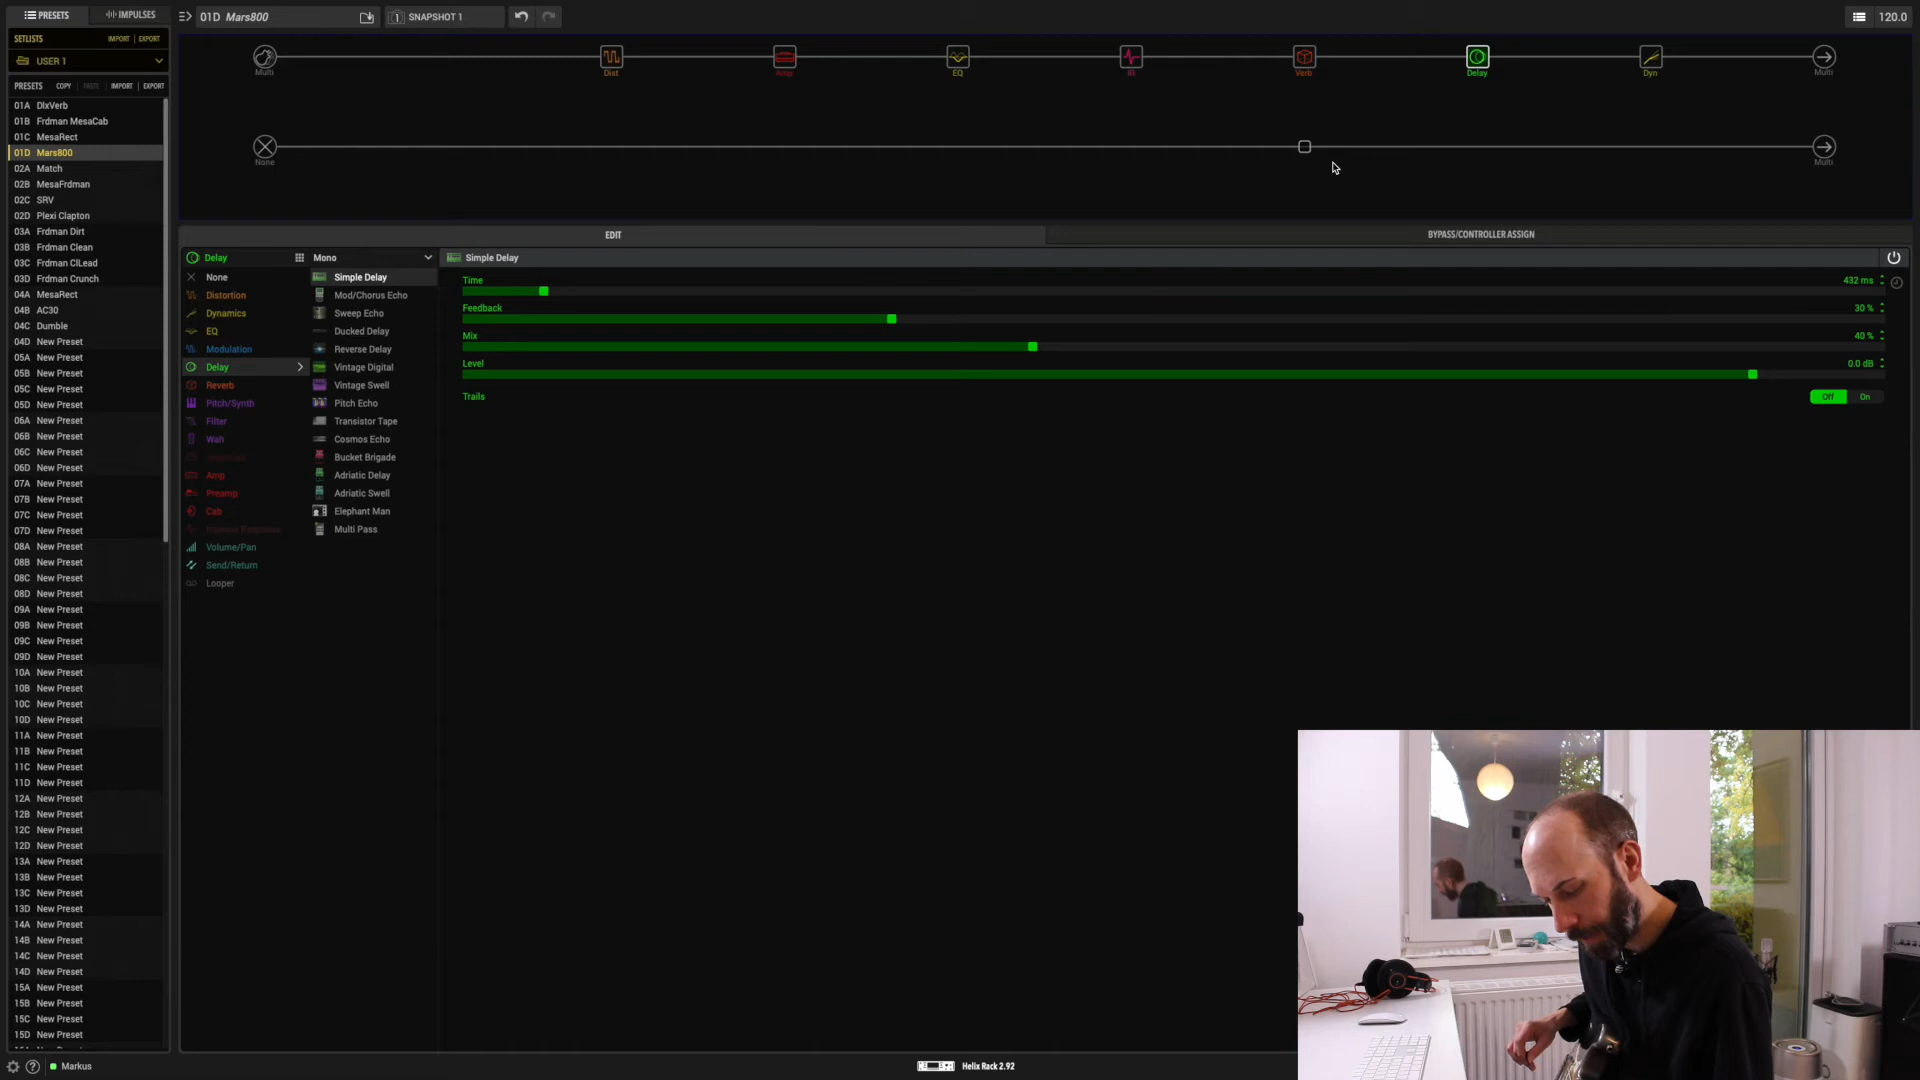 PRESETS
IMPULSES
01D Mars800
1 SNAPSHOT 1
120.0
SETLISTS IMPORT EXPORT
USER 1
PRESETS COPY PASTE IMPORT EXPORT
01A DlxVerb
01B Frdman MesaCab
01C MesaRect
01D Mars800
02A Match
02B MesaFrdman
02C SRV
02D Plexi Clapton
03A Frdman Dirt
03B Frdman Clean
03C Frdman ClLead
03D Frdman Crunch
04A MesaRect
04B AC30
04C Dumble
04D New Preset
05A New Preset
05B New Preset
05C New Preset
05D New Preset
06A New Preset
06B New Preset
06C New Preset
06D New Preset
07A New Preset
07B New Preset
07C New Preset
07D New Preset
08A New Preset
08B New Preset
08C New Preset
08D New Preset
09A New Preset
09B New Preset
09C New Preset
09D New Preset
10A New Preset
10B New Preset
10C New Preset
10D New Preset
11A New Preset
11B New Preset
11C New Preset
11D New Preset
12A New Preset
12B New Preset
12C New Preset
12D New Preset
13A New Preset
13B New Preset
13C New Preset
13D New Preset
14A New Preset
14B New Preset
14C New Preset
14D New Preset
15A New Preset
15B New Preset
15C New Preset
15D New Preset
Multi Dist Amp EQ IR Verb Delay Dyn Multi
None Multi
EDIT
BYPASS/CONTROLLER ASSIGN
Delay
None
Distortion
Dynamics
EQ
Modulation
Delay
Reverb
Pitch/Synth
Filter
Wah
Amp
Preamp
Cab
Impulse Response
Volume/Pan
Send/Return
Looper
Mono
Simple Delay
Mod/Chorus Echo
Sweep Echo
Ducked Delay
Reverse Delay
Vintage Digital
Vintage Swell
Pitch Echo
Transistor Tape
Cosmos Echo
Bucket Brigade
Adriatic Delay
Adriatic Swell
Elephant Man
Multi Pass
Simple Delay
Time 432 ms
Feedback 30 %
Mix 40 %
Level 0.0 dB
Trails Off On
Markus
Helix Rack 2.92